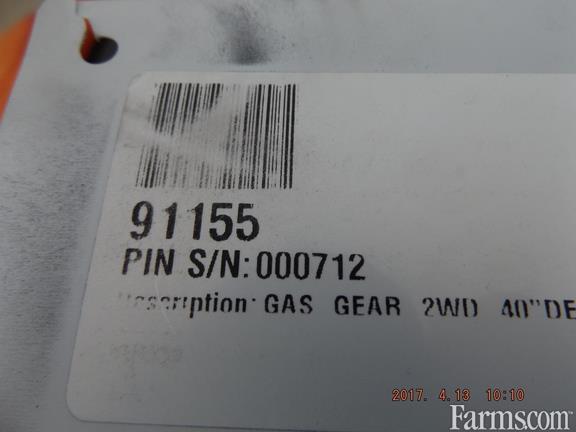 91155
PIN S/N: 000712
Description: GAS GEAR 2WD 40"DE
2017. 4.13 10:10
Farms.com